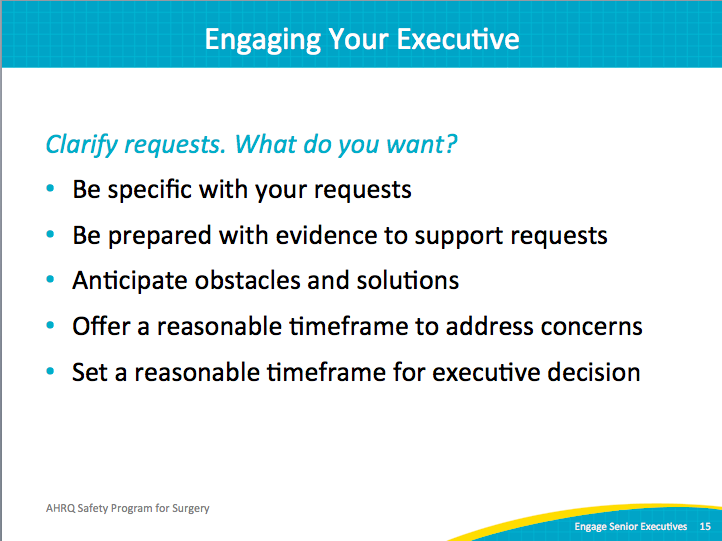 Engaging Your Executive
Clarify requests. What do you want?
• Be specific with your requests
• Be prepared with evidence to support requests
• Anticipate obstacles and solutions
• Offer a reasonable timeframe to address concerns
• Set a reasonable timeframe for executive decision
AHRQ Safety Program for Surgery
Engage Senior Executives 15